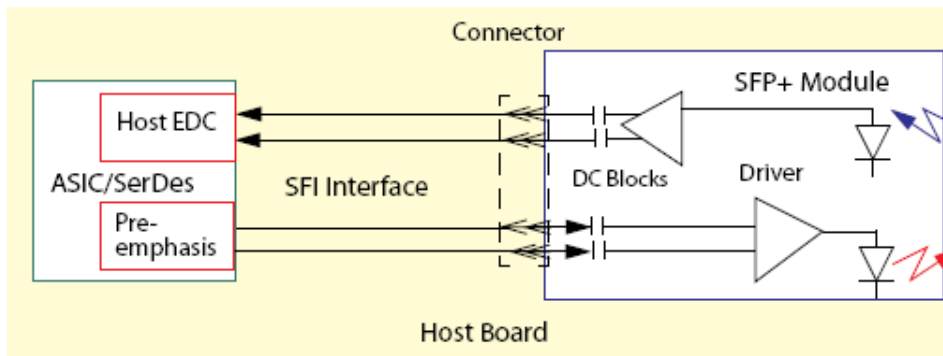 Connector
SFP+ Module
Host EDC
ASIC/SerDes
SFI Interface
DC Blocks
Driver
Pre-
emphasis
Host Board